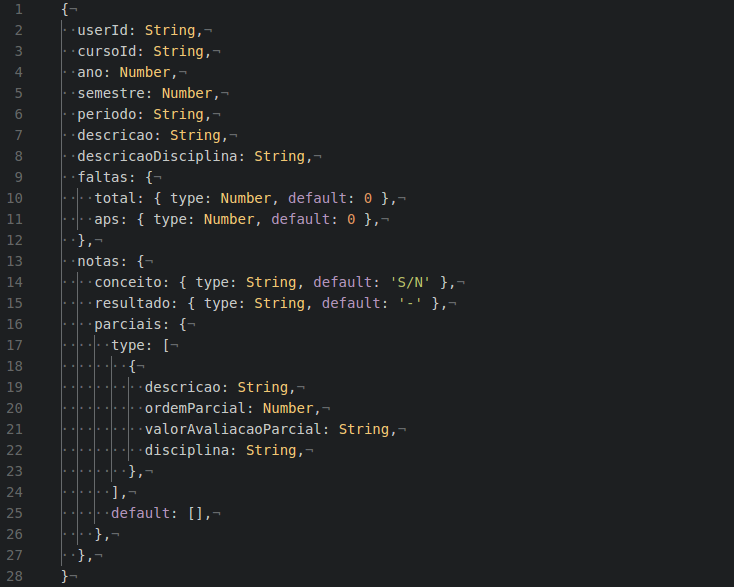 1 {¬
2 ··userId: String,¬
3 ··cursoId: String,¬
4 ··ano: Number,¬
5 ··semestre: Number,¬
6 ··periodo: String,¬
7 ··descricao: String,¬
8 ··descricaoDisciplina: String,¬
9 ··faltas: {¬
10 ····total: { type: Number, default: 0 },¬
11 ····aps: { type: Number, default: 0 },¬
12 ··},¬
13 ··notas: {¬
14 ····conceito: { type: String, default: 'S/N' },¬
15 ····resultado: { type: String, default: '-' },¬
16 ····parciais: {¬
17 ······type: [¬
18 ········{¬
19 ··········descricao: String,¬
20 ··········ordemParcial: Number,¬
21 ··········valorAvaliacaoParcial: String,¬
22 ··········disciplina: String,¬
23 ········},¬
24 ······],¬
25 ······default: [],¬
26 ····},¬
27 ··},¬
28 }¬